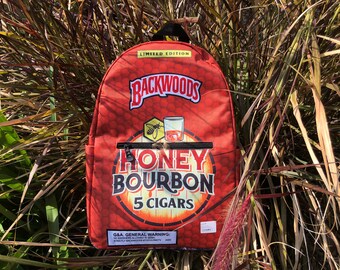 LIMITED EDITION
BACKWOODS
HONEY
BOURBON
5 CIGARS
GENERAL WARNING: